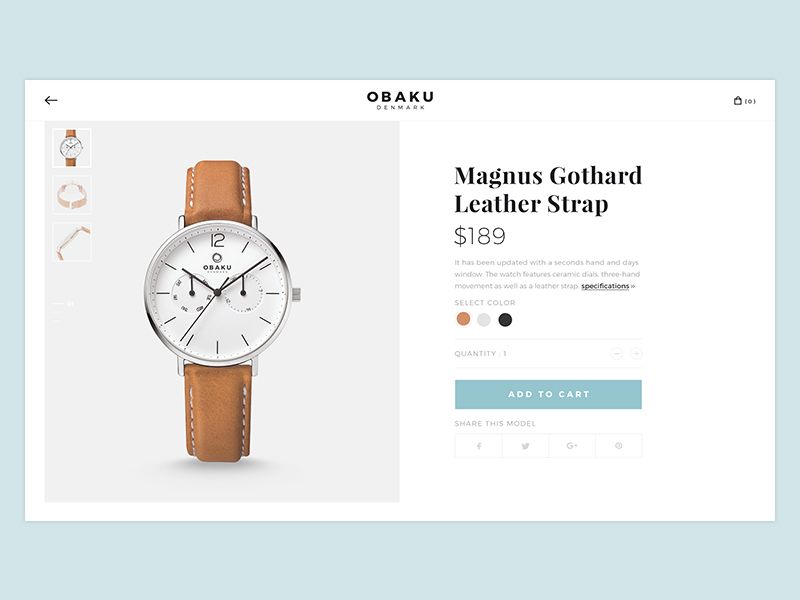 OBAKU
DENMARK
(0)
12
OBAKU
DENMARK
01
Magnus Gothard
Leather Strap
$189
It has been updated with a seconds hand and days
window. The watch features ceramic dials, three-hand
movement as well as a leather strap. specifications »
SELECT COLOR
QUANTITY : 1
ADD TO CART
SHARE THIS MODEL
G+